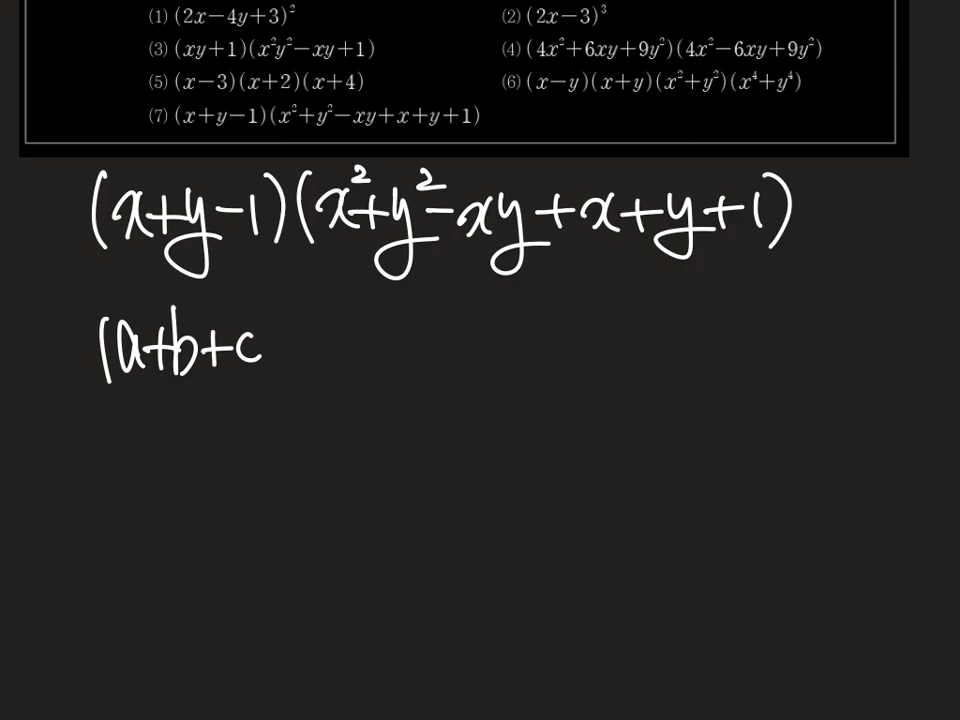 (1) (2x−4y+3)²
(2) (2x−3)³
(3) (xy+1)(x²y²−xy+1)
(4) (4x²+6xy+9y²)(4x²−6xy+9y²)
(5) (x−3)(x+2)(x+4)
(6) (x−y)(x+y)(x²+y²)(x⁴+y⁴)
(7) (x+y−1)(x²+y²−xy+x+y+1)
(x+y−1)(x²+y²−xy+x+y+1)
(a+b+c